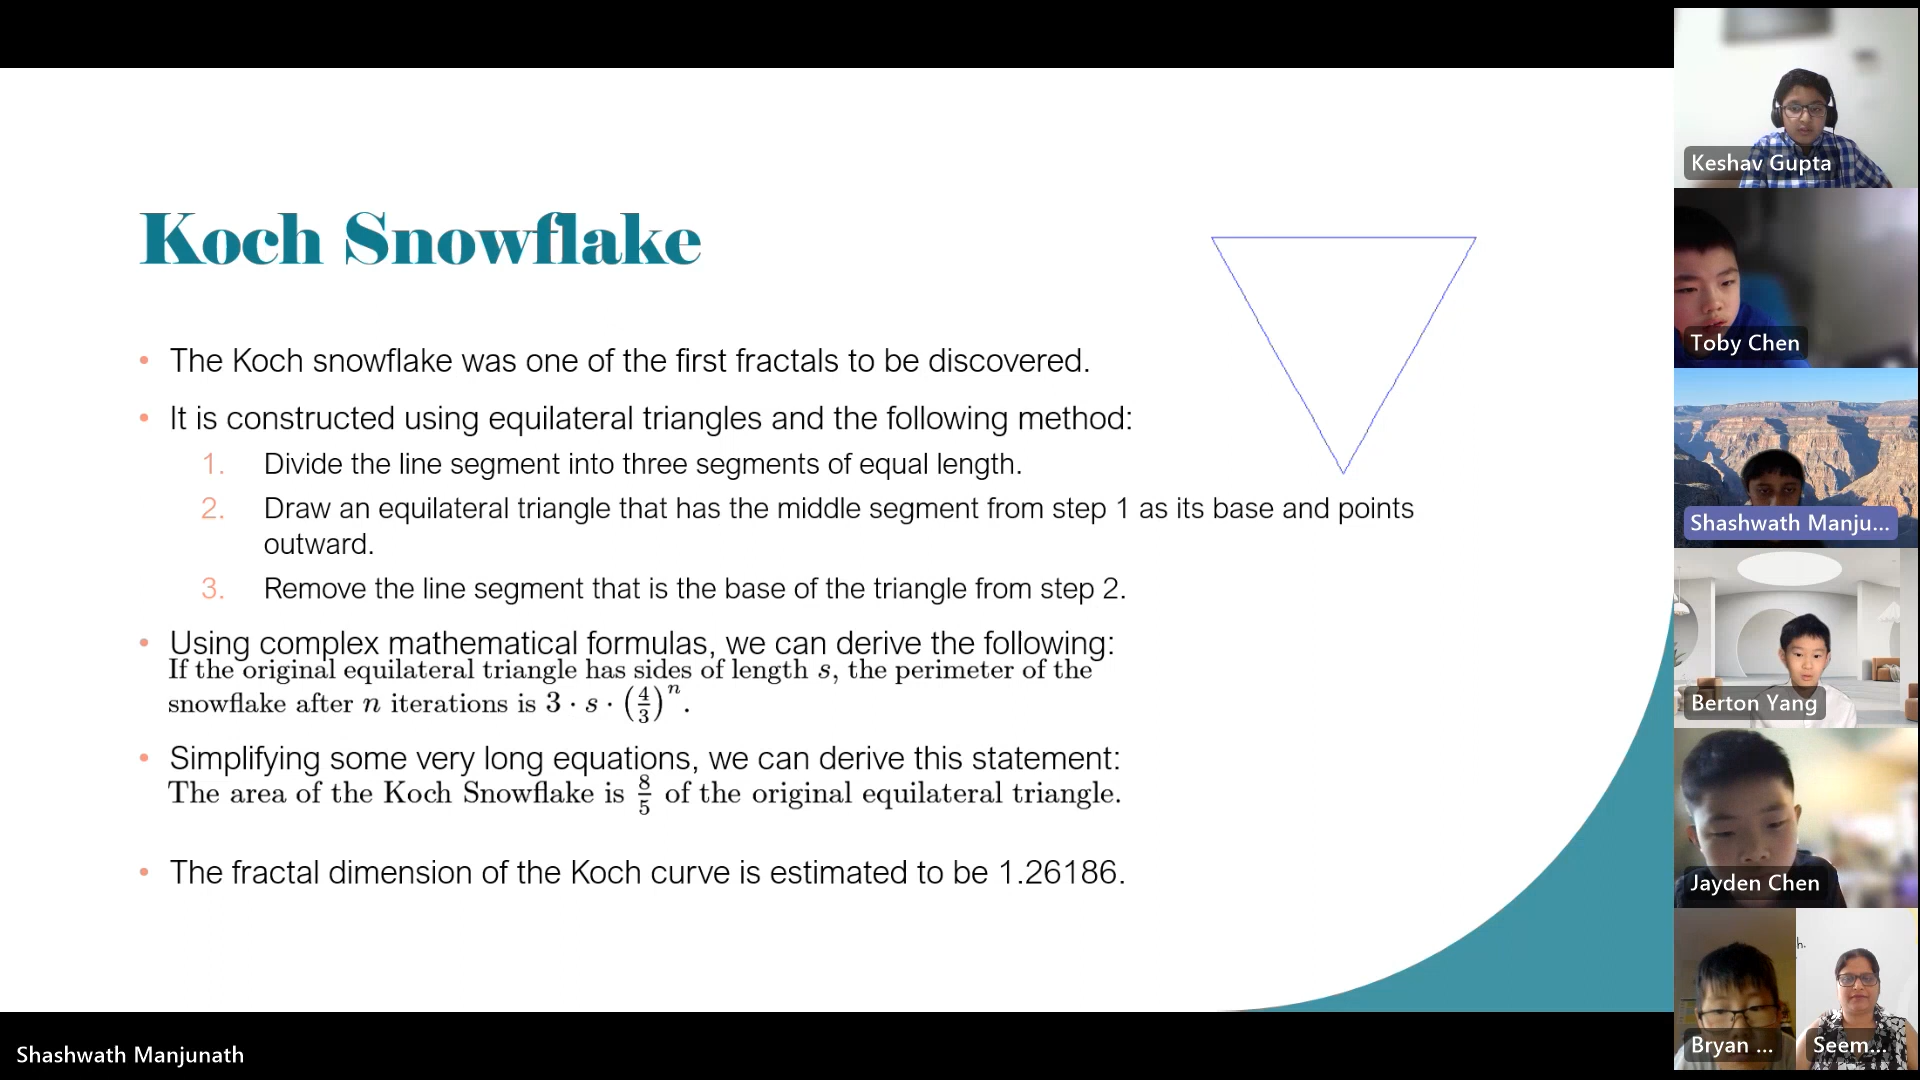 Koch Snowflake
• The Koch snowflake was one of the first fractals to be discovered.
• It is constructed using equilateral triangles and the following method:
1. Divide the line segment into three segments of equal length.
2. Draw an equilateral triangle that has the middle segment from step 1 as its base and points
outward.
3. Remove the line segment that is the base of the triangle from step 2.
• Using complex mathematical formulas, we can derive the following:
If the original equilateral triangle has sides of length s, the perimeter of the
snowflake after n iterations is 3 · s · (4/3)^n.
• Simplifying some very long equations, we can derive this statement:
The area of the Koch Snowflake is 8/5 of the original equilateral triangle.
• The fractal dimension of the Koch curve is estimated to be 1.26186.
Shashwath Manjunath
Keshav Gupta
Toby Chen
Shashwath Manju...
Berton Yang
Jayden Chen
Bryan ...
Seem...